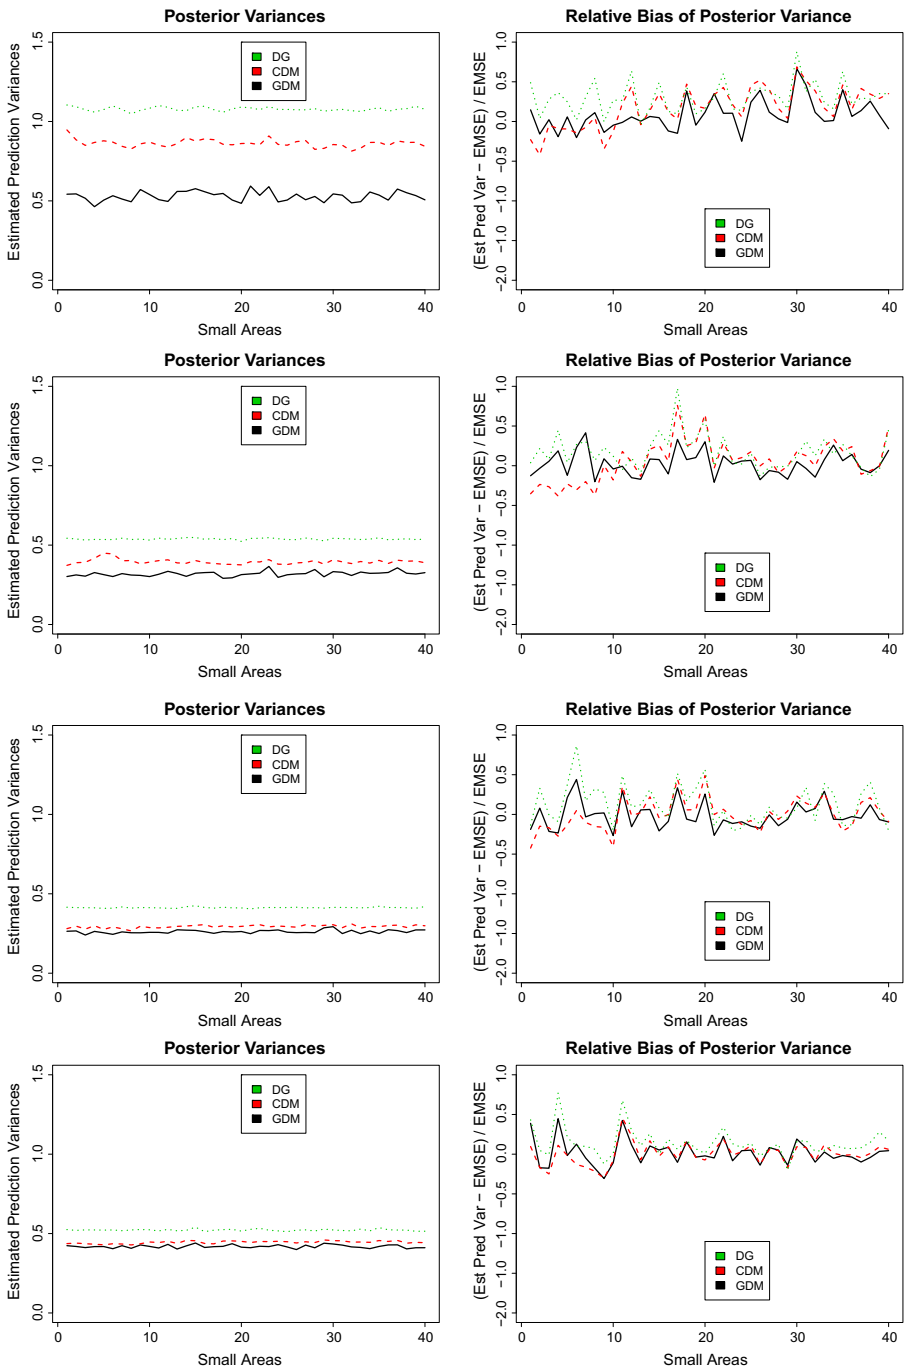 Posterior Variances
Estimated Prediction Variances
0.0 0.5 1.0 1.5
DG
CDM
GDM
0 10 20 30 40
Small Areas
Relative Bias of Posterior Variance
(Est Pred Var − EMSE) / EMSE
−2.0 −1.0 −0.5 0.0 0.5 1.0
DG
CDM
GDM
0 10 20 30 40
Small Areas
Posterior Variances
Estimated Prediction Variances
0.0 0.5 1.0 1.5
DG
CDM
GDM
0 10 20 30 40
Small Areas
Relative Bias of Posterior Variance
(Est Pred Var − EMSE) / EMSE
−2.0 −1.0 −0.5 0.0 0.5 1.0
DG
CDM
GDM
0 10 20 30 40
Small Areas
Posterior Variances
Estimated Prediction Variances
0.0 0.5 1.0 1.5
DG
CDM
GDM
0 10 20 30 40
Small Areas
Relative Bias of Posterior Variance
(Est Pred Var − EMSE) / EMSE
−2.0 −1.0 −0.5 0.0 0.5 1.0
DG
CDM
GDM
0 10 20 30 40
Small Areas
Posterior Variances
Estimated Prediction Variances
0.0 0.5 1.0 1.5
DG
CDM
GDM
0 10 20 30 40
Small Areas
Relative Bias of Posterior Variance
(Est Pred Var − EMSE) / EMSE
−2.0 −1.0 −0.5 0.0 0.5 1.0
DG
CDM
GDM
0 10 20 30 40
Small Areas